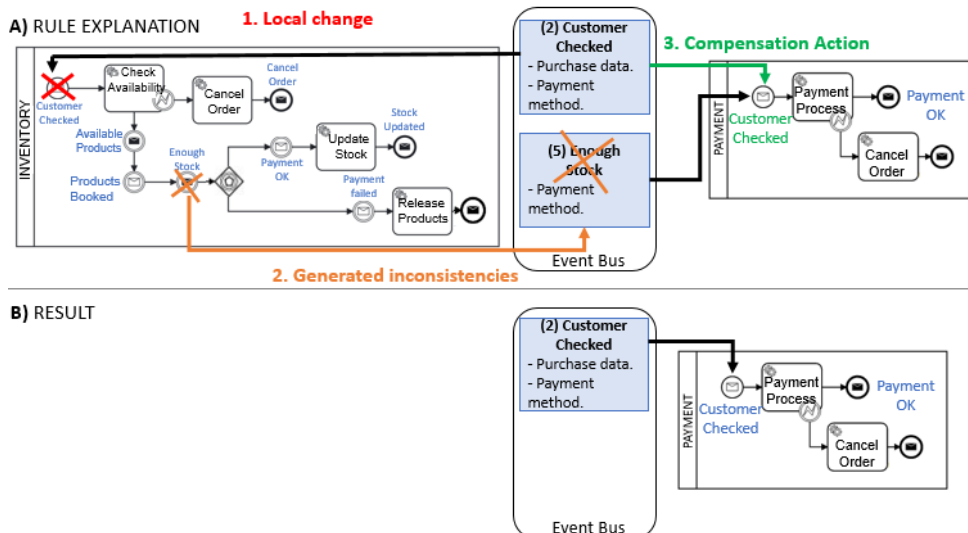 1. Local change
A) RULE EXPLANATION
INVENTORY
Customer
Checked
Check
Availability
Cancel
Order
Cancel
Order
Available
Products
Products
Booked
Enough
Stock
Payment
OK
Update
Stock
Stock
Updated
Payment
failed
Release
Products
2. Generated inconsistencies
(2) Customer
Checked
- Purchase data.
- Payment
method.
(5) Enough
Stock
- Payment
method.
Event Bus
3. Compensation Action
PAYMENT
Customer
Checked
Payment
Process
Payment
OK
Cancel
Order
B) RESULT
(2) Customer
Checked
- Purchase data.
- Payment
method.
Event Bus
PAYMENT
Customer
Checked
Payment
Process
Payment
OK
Cancel
Order